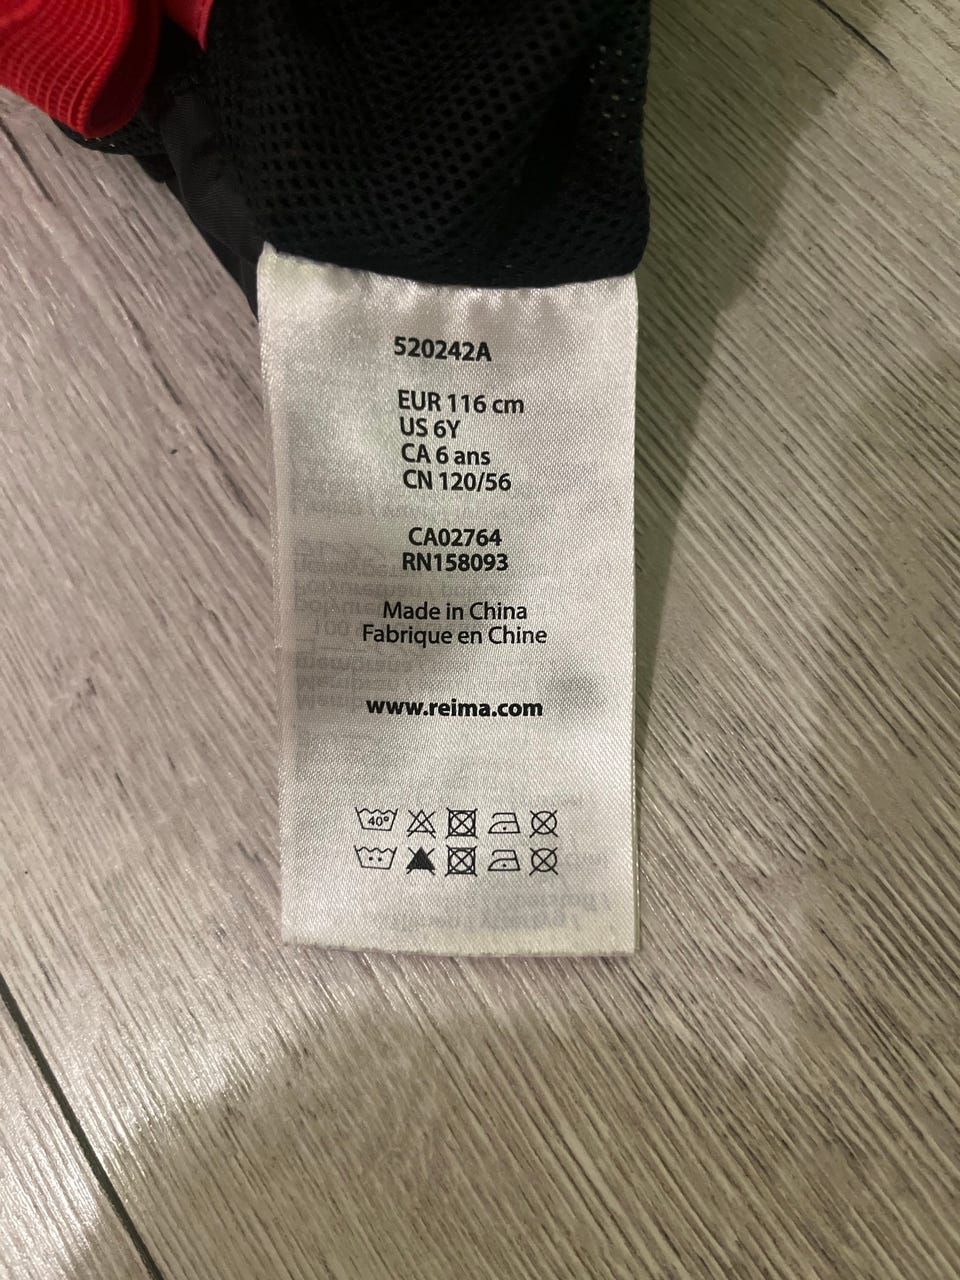 520242A
EUR 116 cm
US 6Y
CA 6 ans
CN 120/56
CA02764
RN158093
Made in China
Fabrique en Chine
www.reima.com
40°